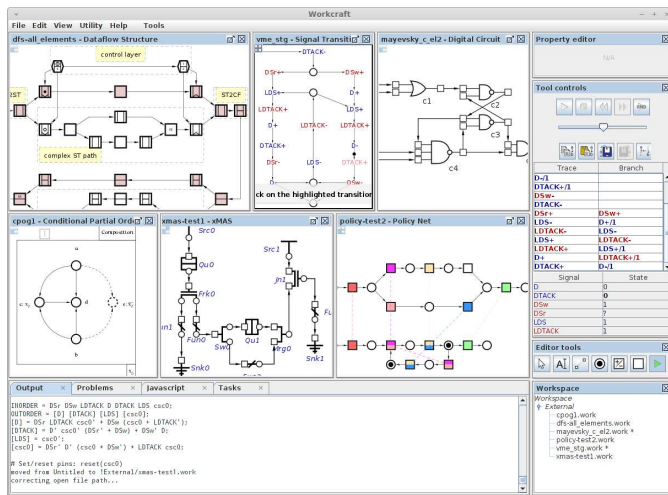 Workcraft
File Edit View Utility Help Tools
dfs-all_elements - Dataflow Structure
control layer
ST2CF
complex ST path
vme_stg - Signal Transiti
DTACK-
DSr+
DSw+
LDS+
D+
LDTACK+
LDTACK-
LDS+
D+
LDTACK+
DTACK+
D-
DSr-
LDS-
DTACK+
D-
DSw-
ck on the highlighted transition
mayevsky_c_el2 - Digital Circuit
c1
c2
c3
c4
cpog1 - Conditional Partial Ord
Composition
a
d
b
xmas-test1 - xMAS
Src0
Qu0
Frk0
Fun0
Snk0
Qu1
Src1
Jn1
Snk1
policy-test2 - Policy Net
Property editor
N/A
Tool controls
Trace Branch
D-/1
DTACK+/1
DSw-
DTACK-
DSr+ DSw+
LDS- D+/1
LDTACK- LDS-
LDS+ LDTACK-
LDTACK+ LDS+/1
D+ LDTACK+/1
DTACK+ D-/1
Signal State
D 0
DTACK 0
DSw 1
DSr ?
LDS 1
LDTACK 1
Editor tools
Workspace
Workspace
External
cpog1.work
dfs-all_elements.work
mayevsky_c_el2.work *
policy-test2.work
vme_stg.work *
xmas-test1.work
Output Problems Javascript Tasks
INORDER = DSr DSw LDTACK D DTACK LDS csc0;
OUTORDER = [D] [DTACK] [LDS] [csc0];
[D] = DSr LDTACK csc0' + DSw (csc0 + LDTACK');
[DTACK] = D' csc0' (DSr' + DSw) + DSw' D;
[LDS] = csc0';
[csc0] = DSr' D' (csc0 + DSw') + LDTACK csc0;
# Set/reset pins: reset(csc0)
moved from Untitled to !External/xmas-test1.work
correcting open file path...